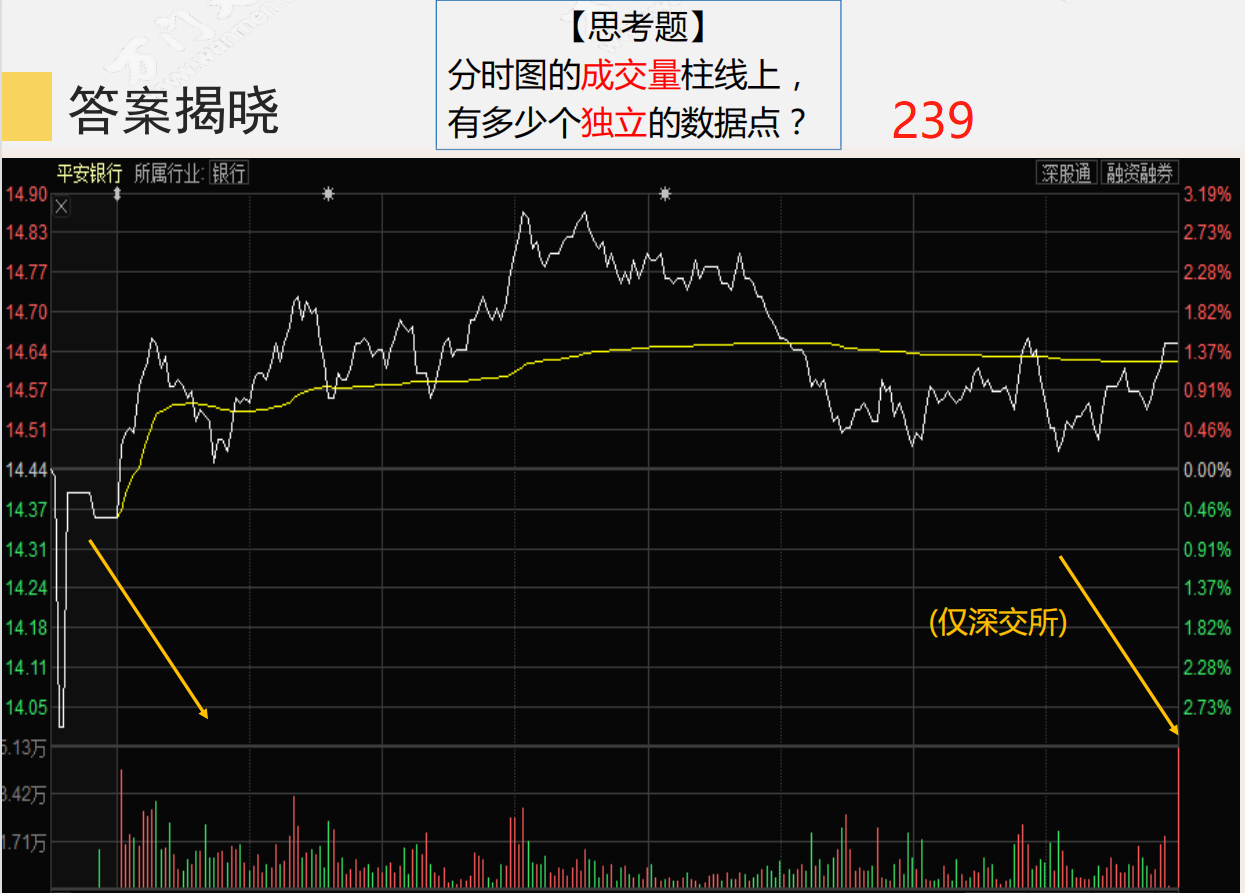 【思考题】
分时图的成交量柱线上，
有多少个独立的数据点？
答案揭晓
239
平安银行 所属行业: 银行
深股通 融资融券
14.90 3.19%
14.83 2.73%
14.77 2.28%
14.70 1.82%
14.64 1.37%
14.57 0.91%
14.51 0.46%
14.44 0.00%
14.37 0.46%
14.31 0.91%
14.24 1.37%
14.18 1.82%
14.11 2.28%
14.05 2.73%
(仅深交所)
5.13万
3.42万
1.71万